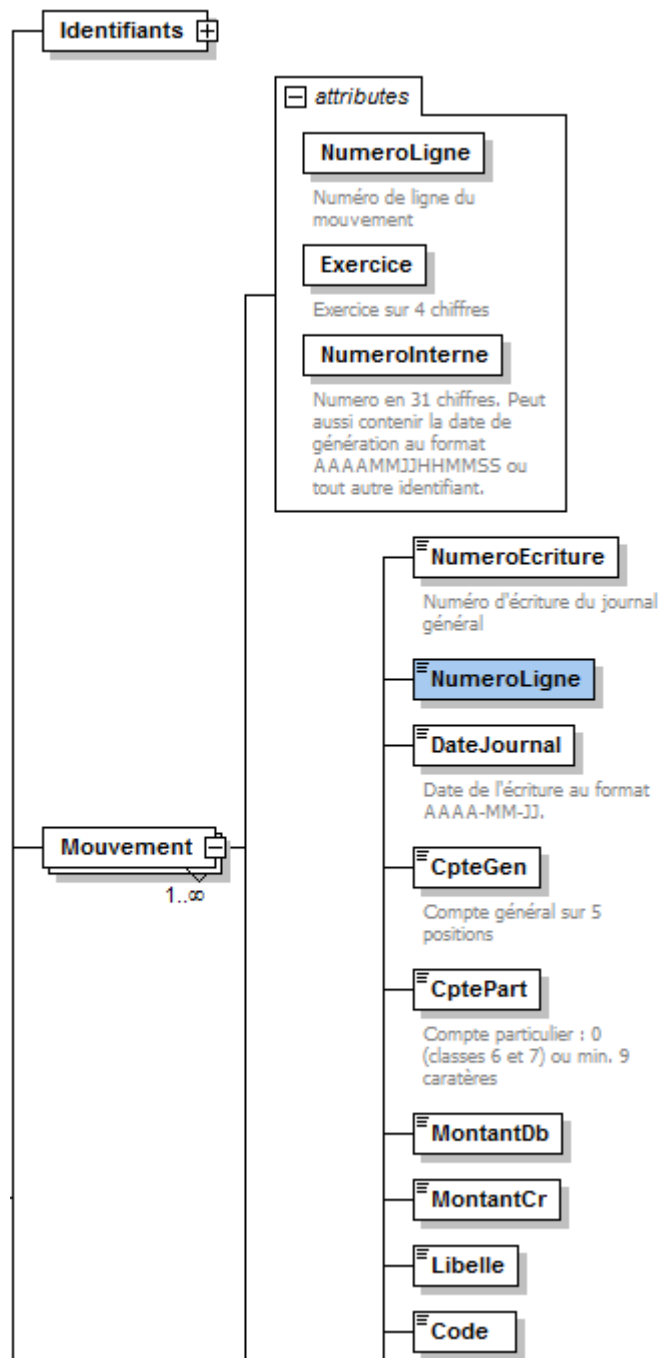 Identifiants
attributes
NumeroLigne
Numéro de ligne du
mouvement
Exercice
Exercice sur 4 chiffres
NumeroInterne
Numero en 31 chiffres. Peut
aussi contenir la date de
génération au format
AAAAMMJJHHMMSS ou
tout autre identifiant.
NumeroEcriture
Numéro d'écriture du journal
général
NumeroLigne
DateJournal
Date de l'écriture au format
AAAA-MM-JJ.
Mouvement
1..∞
CpteGen
Compte général sur 5
positions
CptePart
Compte particulier : 0
(classes 6 et 7) ou min. 9
caratères
MontantDb
MontantCr
Libelle
Code